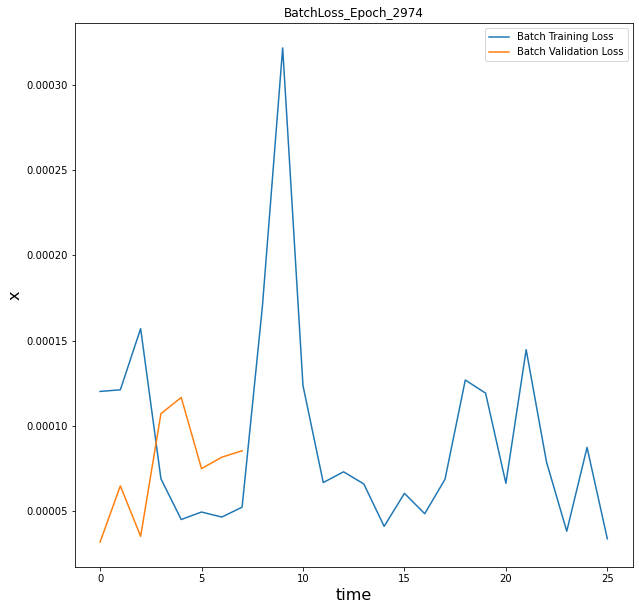 BatchLoss_Epoch_2974
Batch Training Loss
Batch Validation Loss
0.00030
0.00025
0.00020
0.00015
0.00010
0.00005
x
0 5 10 15 20 25
time